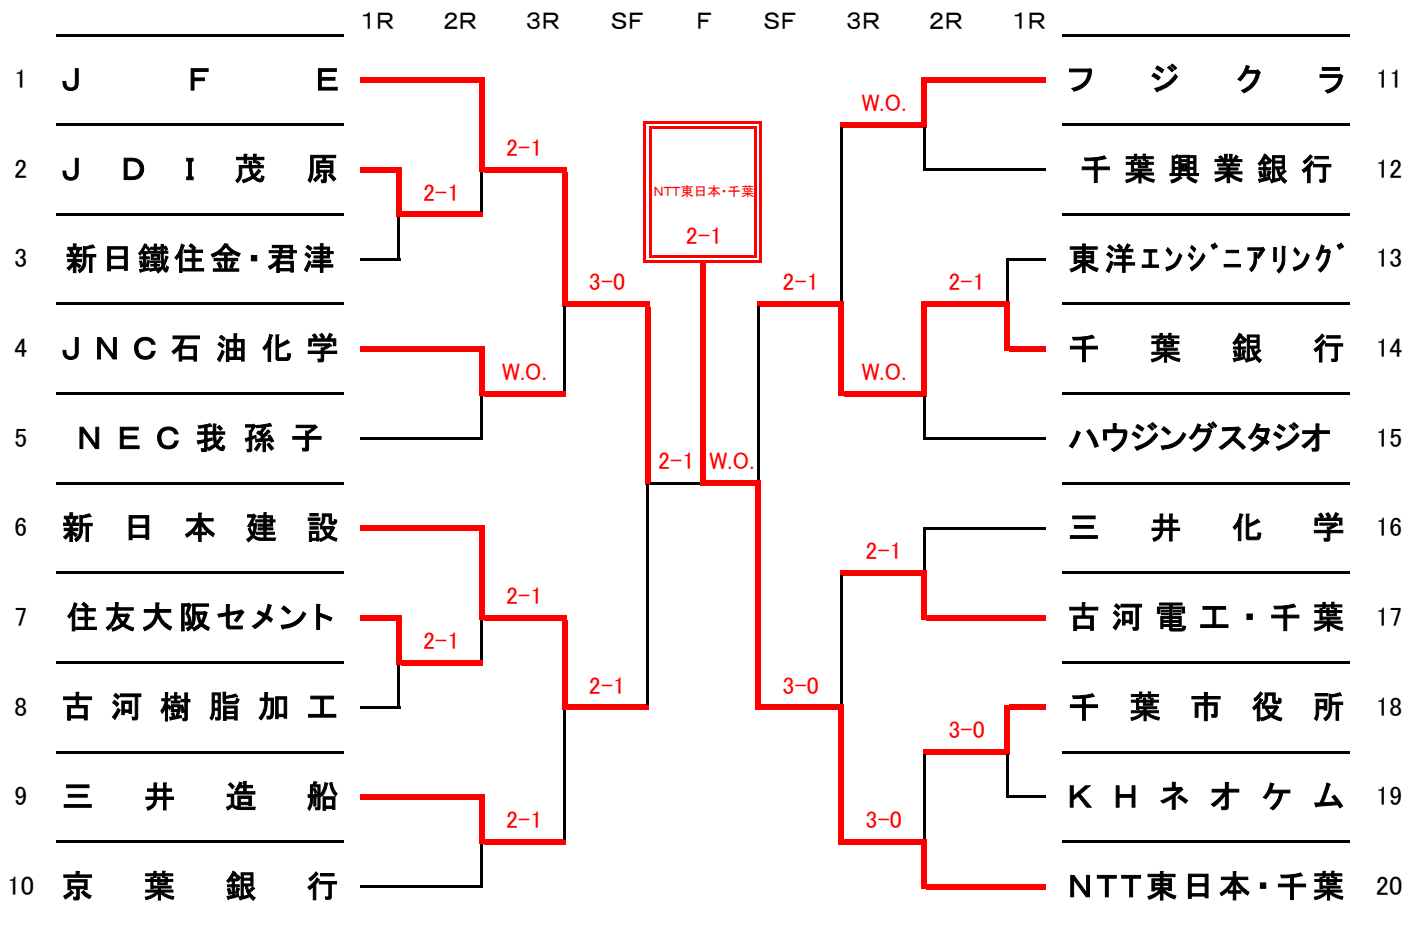 1R 2R 3R SF F SF 3R 2R 1R
1 J F E フジクラ 11
W.O.
2-1
2 J D I 茂原 千葉興業銀行 12
2-1 NTT東日本・千葉
2-1
3 新日鐵住金・君津 東洋エンジニアリング 13
3-0 2-1 2-1
4 JNC石油化学 千葉銀行 14
W.O. W.O.
5 NEC我孫子 ハウジングスタジオ 15
2-1 W.O.
6 新日本建設 三井化学 16
2-1
2-1
7 住友大阪セメント 古河電工・千葉 17
2-1
2-1 3-0
8 古河樹脂加工 千葉市役所 18
3-0
9 三井造船 KHネオケム 19
2-1 3-0
10 京葉銀行 NTT東日本・千葉 20